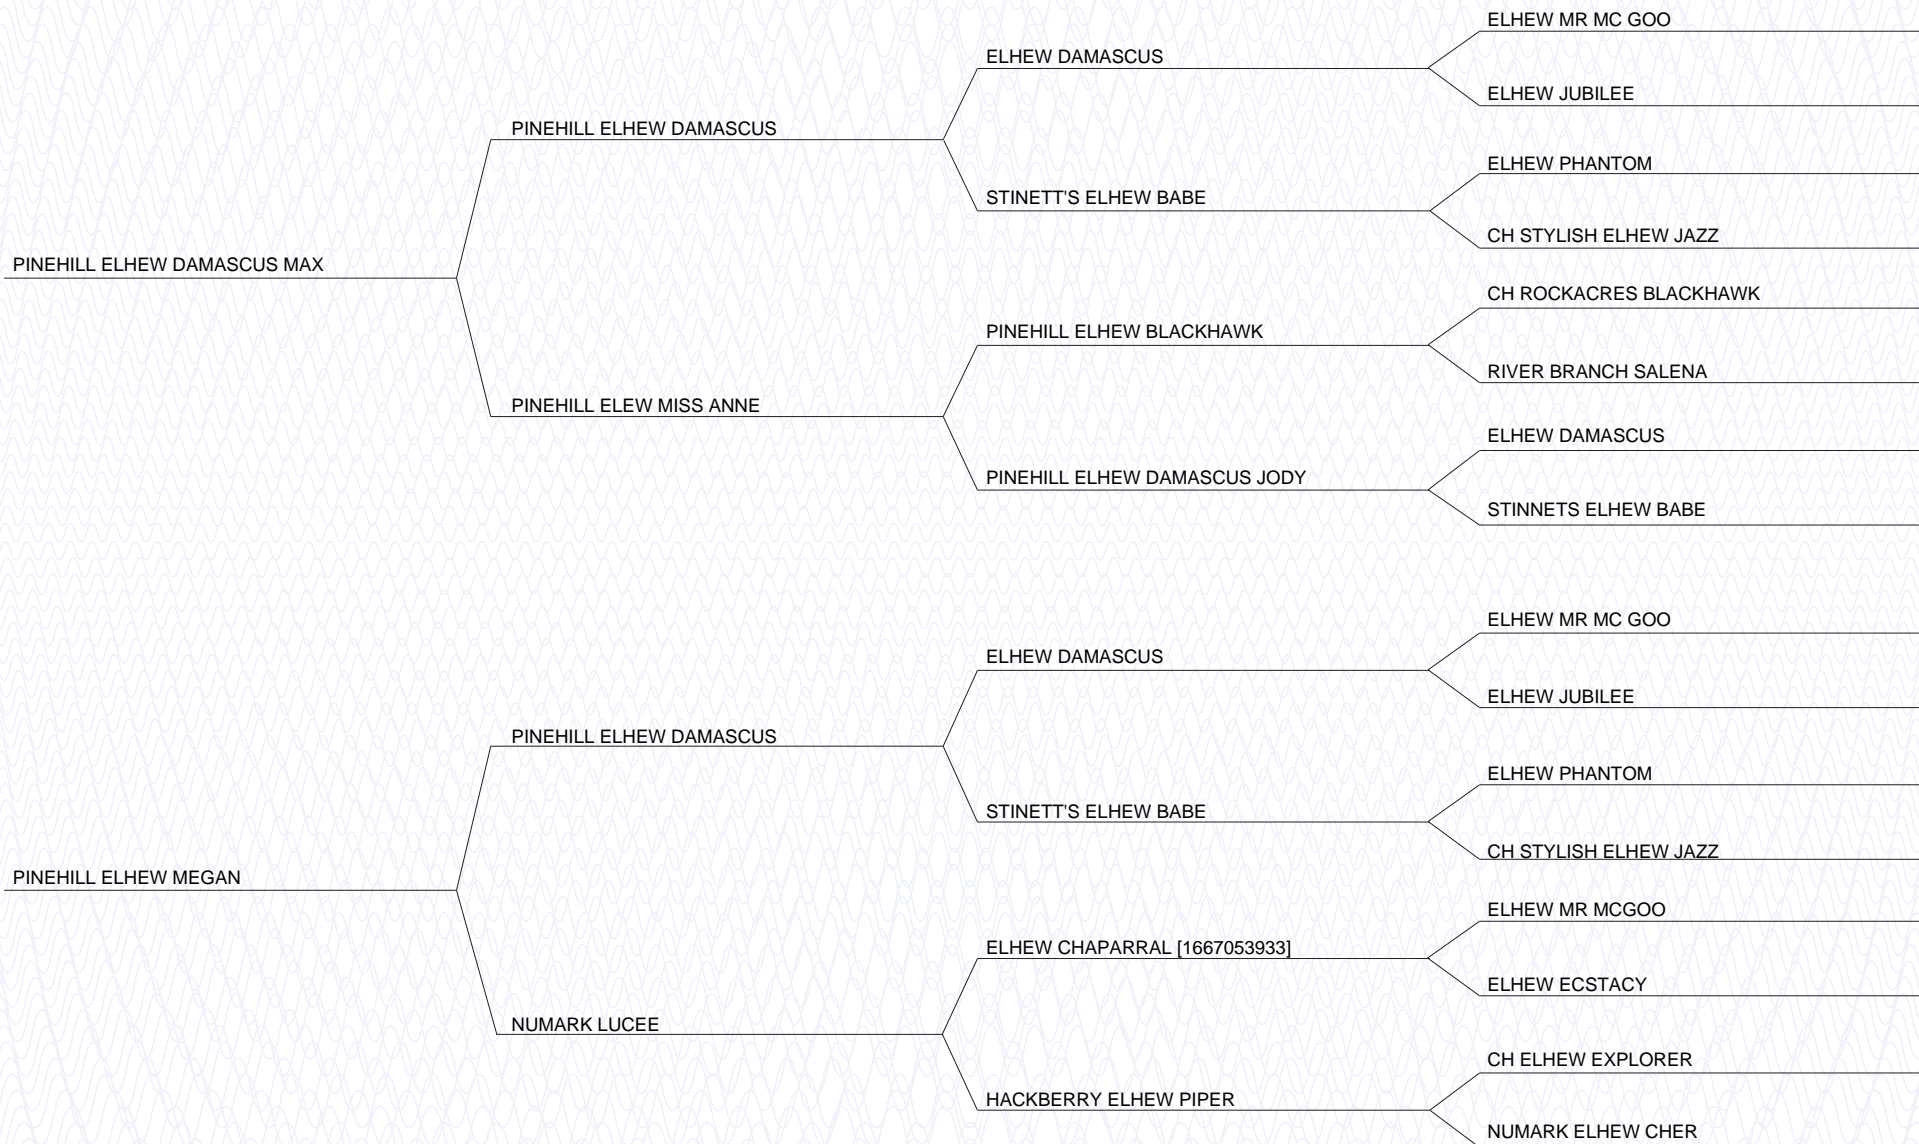 ELHEW MR MC GOO
ELHEW DAMASCUS
ELHEW JUBILEE
PINEHILL ELHEW DAMASCUS
ELHEW PHANTOM
STINETT'S ELHEW BABE
CH STYLISH ELHEW JAZZ
PINEHILL ELHEW DAMASCUS MAX
CH ROCKACRES BLACKHAWK
PINEHILL ELHEW BLACKHAWK
RIVER BRANCH SALENA
PINEHILL ELEW MISS ANNE
ELHEW DAMASCUS
PINEHILL ELHEW DAMASCUS JODY
STINNETS ELHEW BABE
ELHEW MR MC GOO
ELHEW DAMASCUS
ELHEW JUBILEE
PINEHILL ELHEW DAMASCUS
ELHEW PHANTOM
STINETT'S ELHEW BABE
CH STYLISH ELHEW JAZZ
PINEHILL ELHEW MEGAN
ELHEW MR MCGOO
ELHEW CHAPARRAL [1667053933]
ELHEW ECSTACY
NUMARK LUCEE
CH ELHEW EXPLORER
HACKBERRY ELHEW PIPER
NUMARK ELHEW CHER